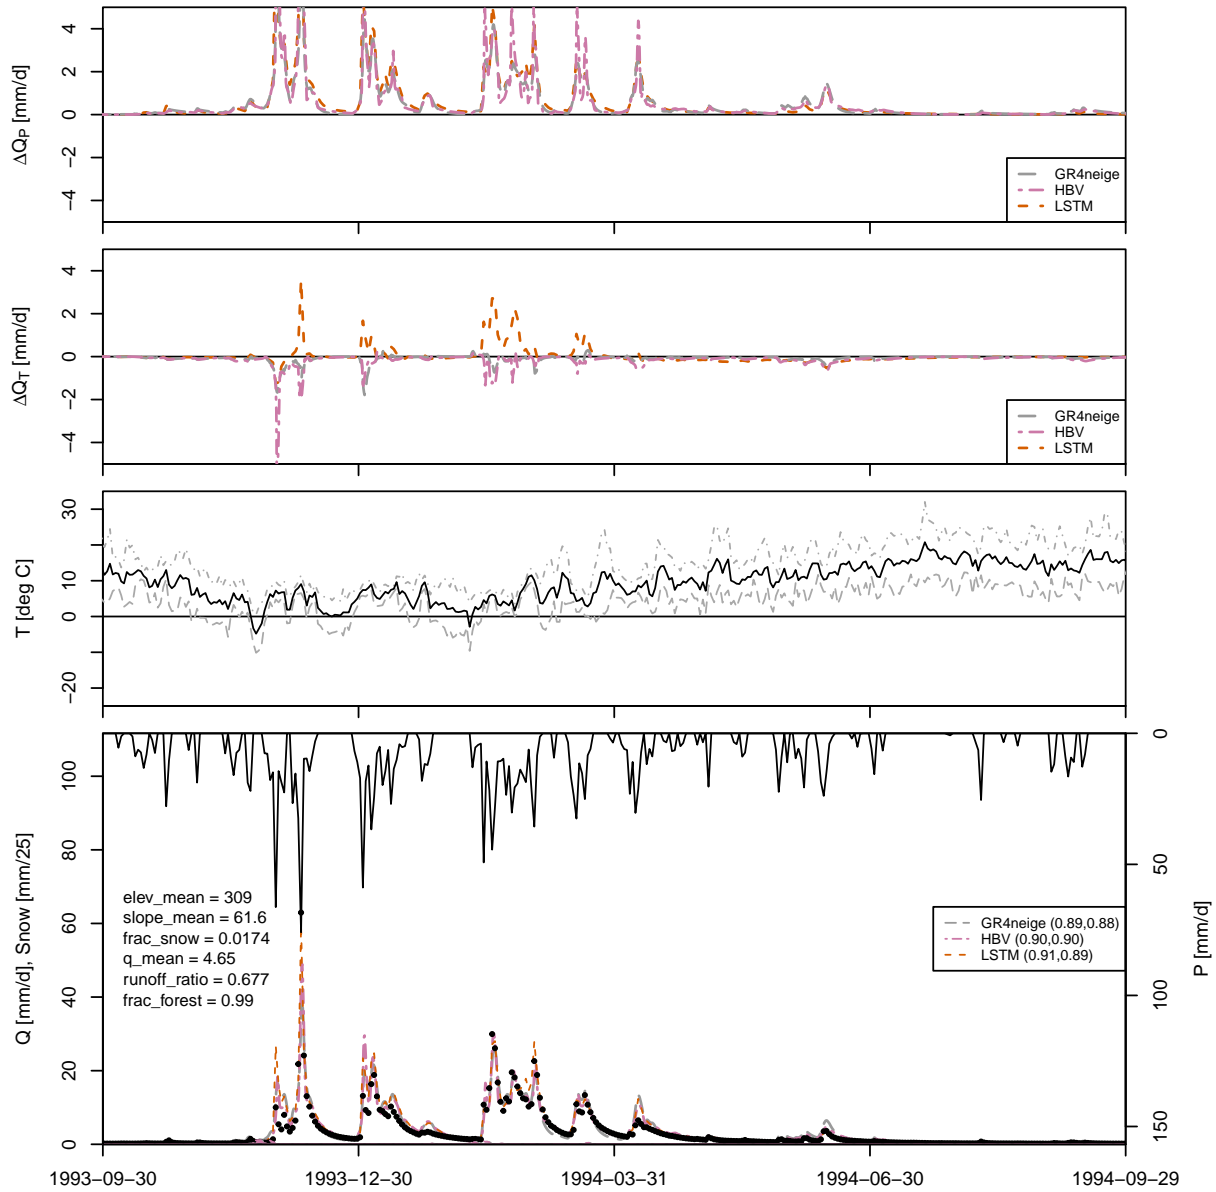 ΔQP [mm/d]
4
2
0
−2
−4
GR4neige
HBV
LSTM
ΔQT [mm/d]
4
2
0
−2
−4
GR4neige
HBV
LSTM
T [deg C]
30
10
0
−20
Q [mm/d], Snow [mm/25]
100
80
60
40
20
0
elev_mean = 309
slope_mean = 61.6
frac_snow = 0.0174
q_mean = 4.65
runoff_ratio = 0.677
frac_forest = 0.99
GR4neige (0.89,0.88)
HBV (0.90,0.90)
LSTM (0.91,0.89)
0
50
100
150
P [mm/d]
1993−09−30
1993−12−30
1994−03−31
1994−06−30
1994−09−29